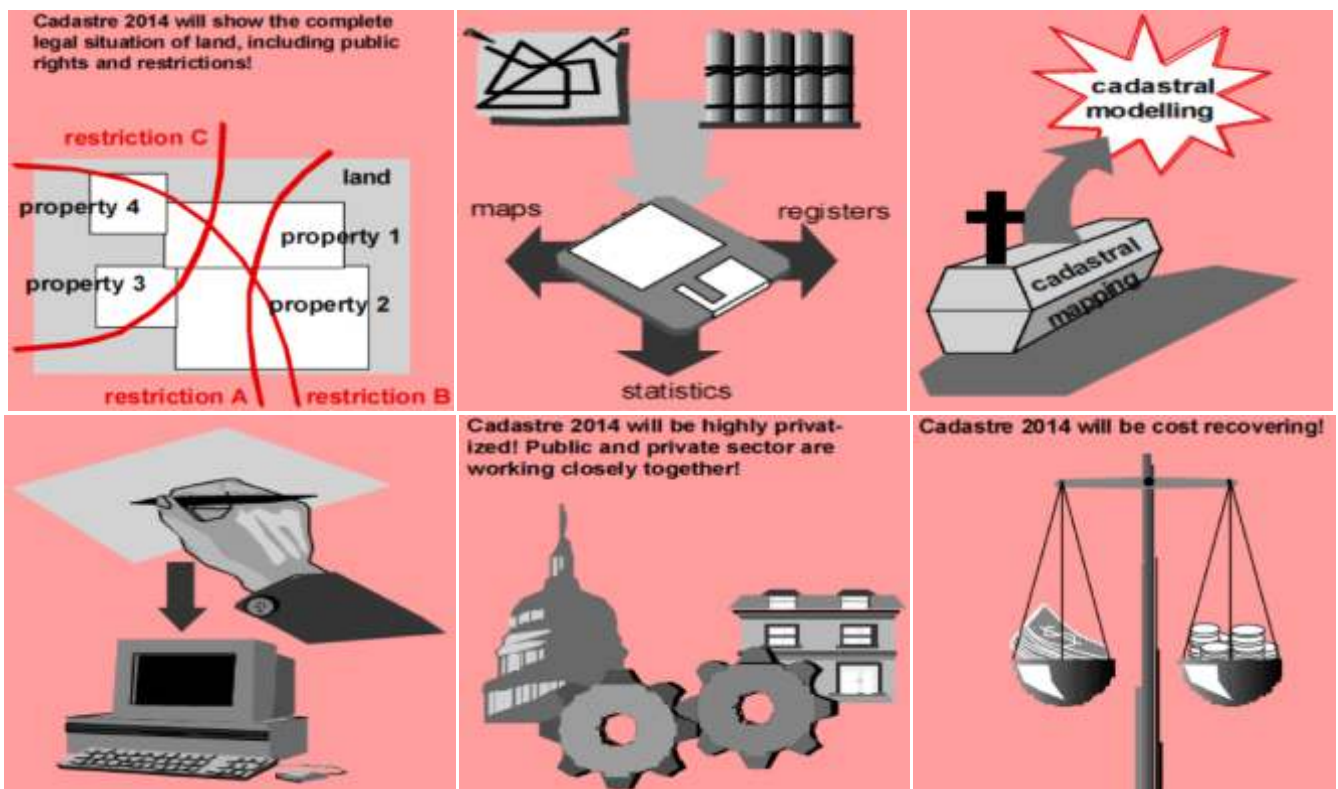 Cadastre 2014 will show the complete
legal situation of land, including public
rights and restrictions!
restriction C
land
property 4
property 1
property 3
property 2
restriction A
restriction B
maps
registers
statistics
cadastral
modelling
cadastral
mapping
Cadastre 2014 will be highly privat-
ized! Public and private sector are
working closely together!
Cadastre 2014 will be cost recovering!